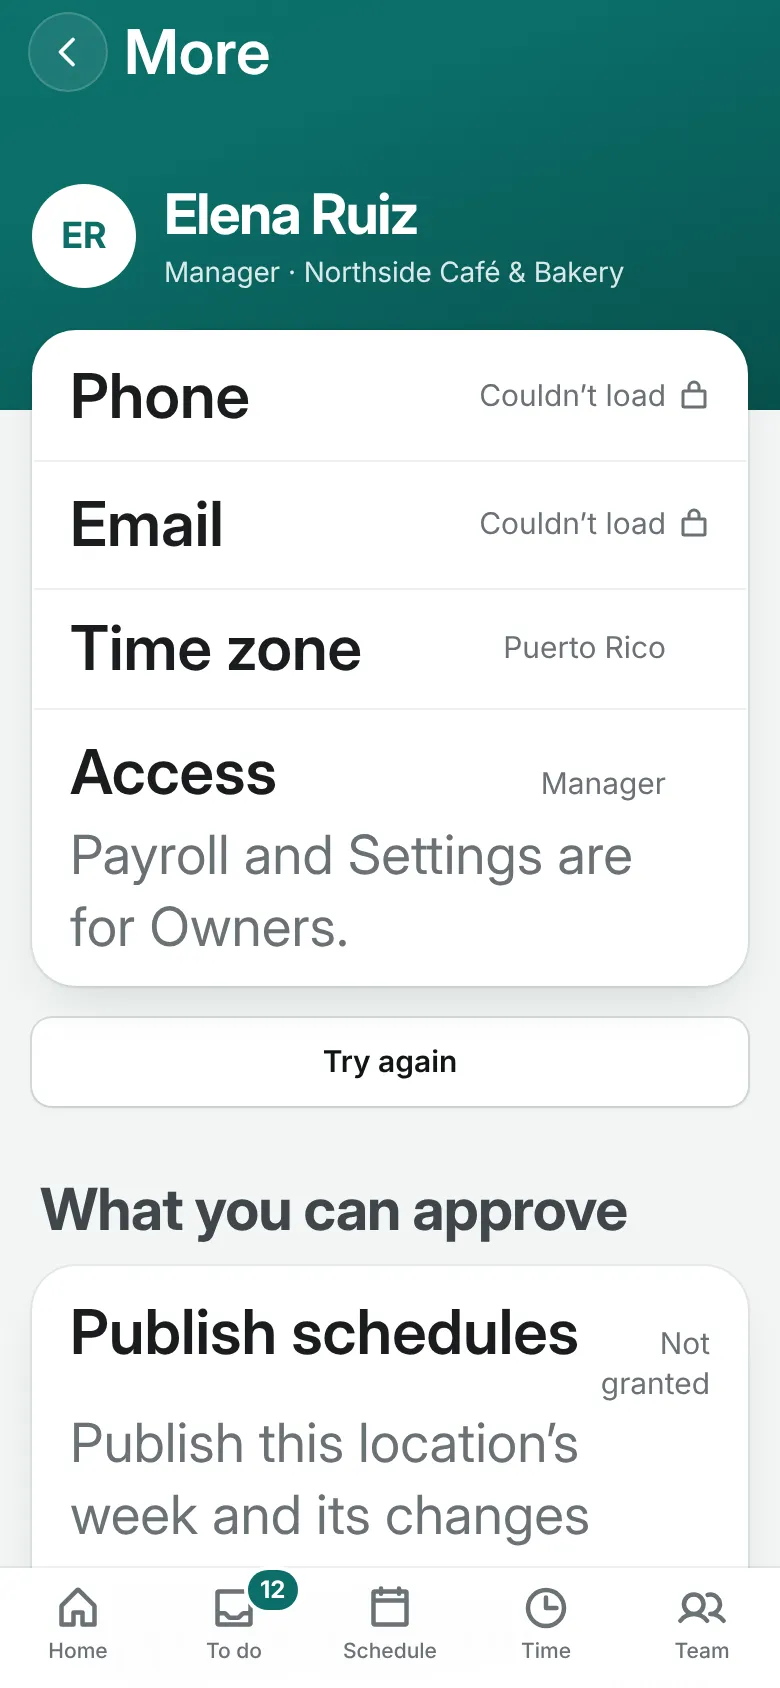 More
ER
Elena Ruiz
Manager · Northside Café & Bakery
Phone
Couldn’t load
Email
Couldn’t load
Time zone
Puerto Rico
Access
Manager
Payroll and Settings are
for Owners.
Try again
What you can approve
Publish schedules
Not
granted
Publish this location’s
week and its changes
12
Home
To do
Schedule
Time
Team